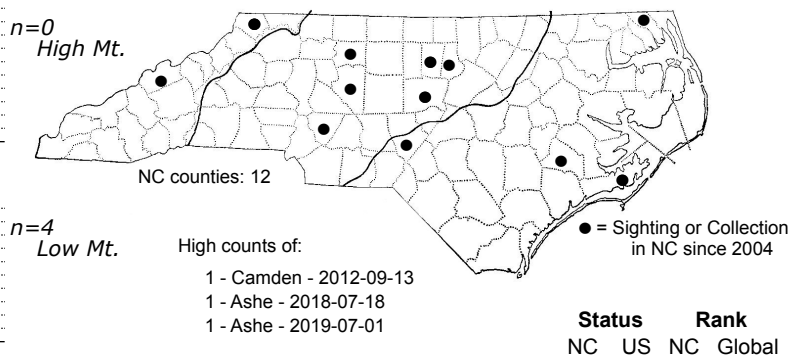 n=0
High Mt.
NC counties: 12
n=4
Low Mt.
High counts of:
1 - Camden - 2012-09-13
1 - Ashe - 2018-07-18
1 - Ashe - 2019-07-01
● = Sighting or Collection
in NC since 2004
Status Rank
NC US NC Global